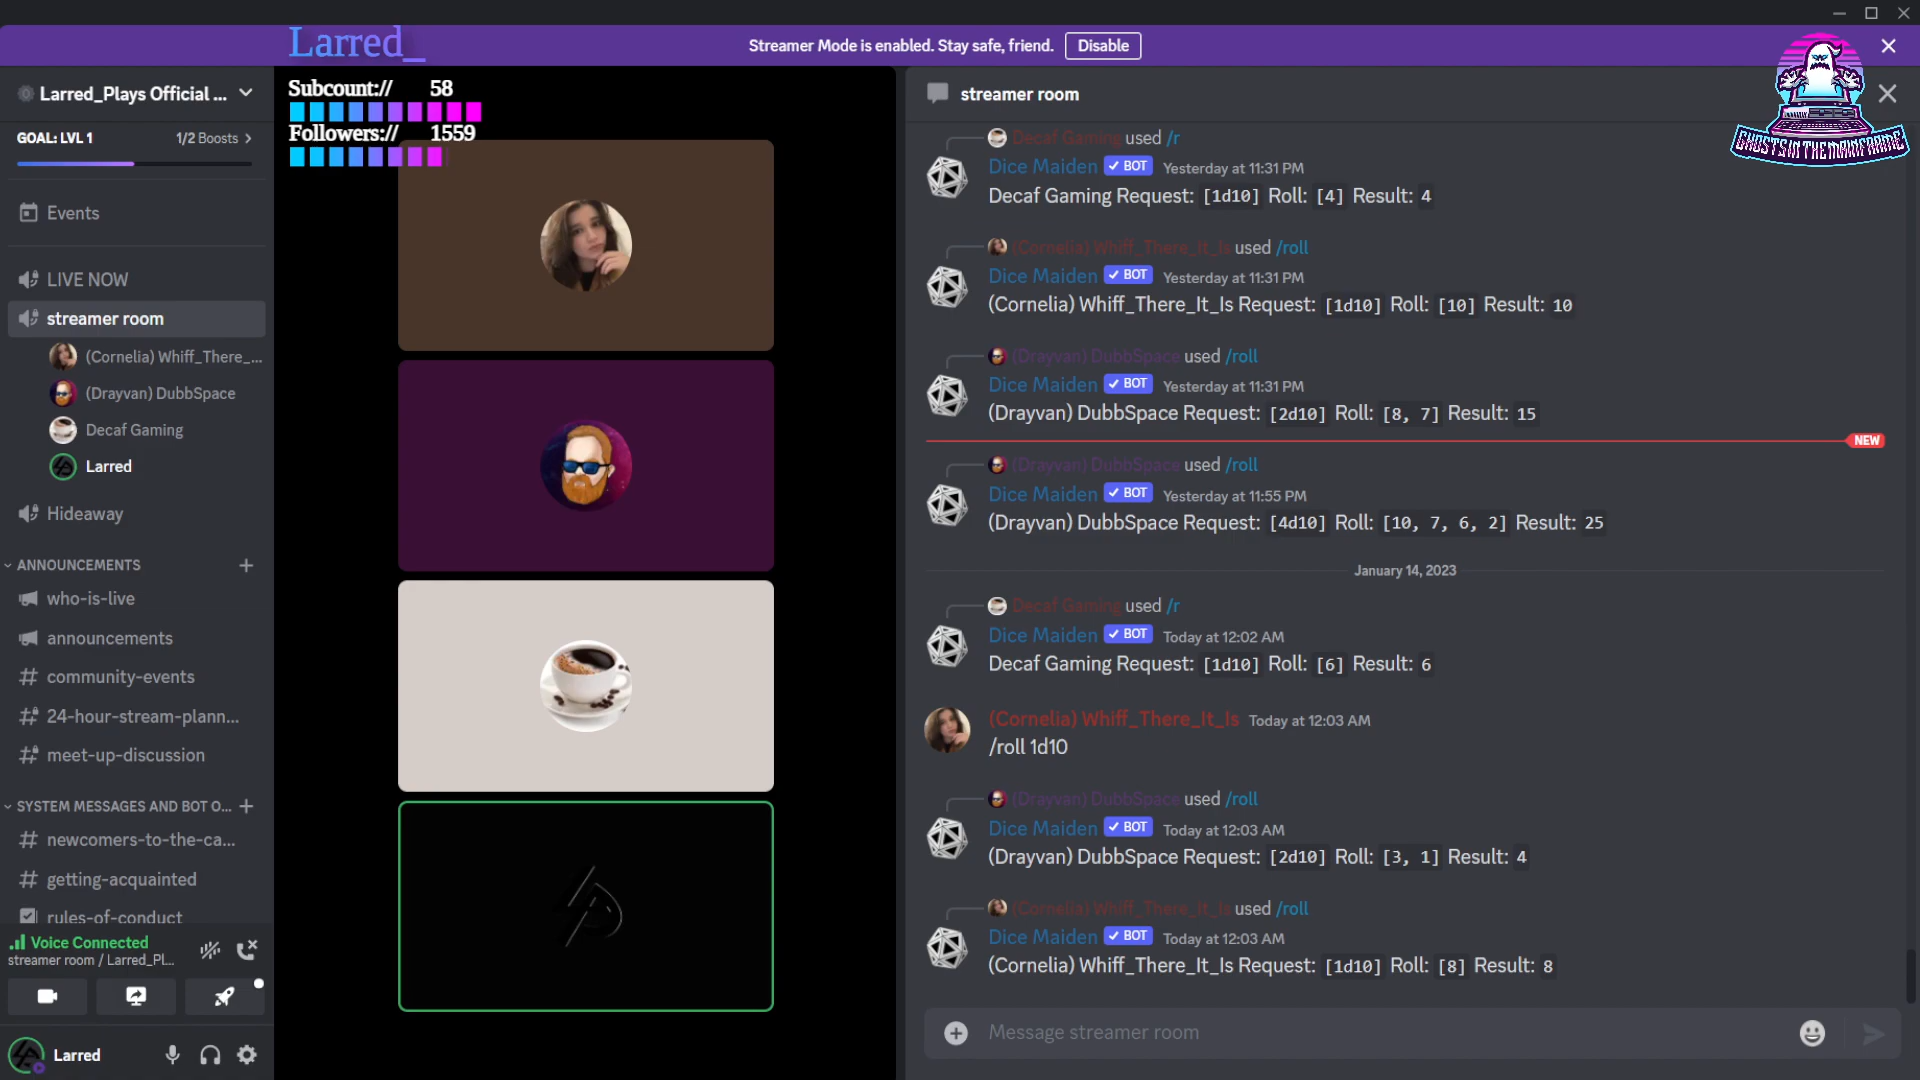 Larred_
Streamer Mode is enabled. Stay safe, friend.
Disable
Larred_Plays Official ...
GOAL: LVL 1
1/2 Boosts
Events
LIVE NOW
streamer room
(Cornelia) Whiff_There_...
(Drayvan) DubbSpace
Decaf Gaming
Larred
Hideaway
ANNOUNCEMENTS
who-is-live
announcements
community-events
24-hour-stream-plann...
meet-up-discussion
SYSTEM MESSAGES AND BOT O...
newcomers-to-the-ca...
getting-acquainted
rules-of-conduct
Voice Connected
streamer room / Larred_Pl...
Larred
Subcount:// 58
Followers:// 1559
streamer room
GHOSTS IN THE MAINFRAME
Decaf Gaming used /r
Dice Maiden BOT Yesterday at 11:31 PM
Decaf Gaming Request: [1d10] Roll: [4] Result: 4
(Cornelia) Whiff_There_It_Is used /roll
Dice Maiden BOT Yesterday at 11:31 PM
(Cornelia) Whiff_There_It_Is Request: [1d10] Roll: [10] Result: 10
(Drayvan) DubbSpace used /roll
Dice Maiden BOT Yesterday at 11:31 PM
(Drayvan) DubbSpace Request: [2d10] Roll: [8, 7] Result: 15
NEW
(Drayvan) DubbSpace used /roll
Dice Maiden BOT Yesterday at 11:55 PM
(Drayvan) DubbSpace Request: [4d10] Roll: [10, 7, 6, 2] Result: 25
January 14, 2023
Decaf Gaming used /r
Dice Maiden BOT Today at 12:02 AM
Decaf Gaming Request: [1d10] Roll: [6] Result: 6
(Cornelia) Whiff_There_It_Is Today at 12:03 AM
/roll 1d10
(Drayvan) DubbSpace used /roll
Dice Maiden BOT Today at 12:03 AM
(Drayvan) DubbSpace Request: [2d10] Roll: [3, 1] Result: 4
(Cornelia) Whiff_There_It_Is used /roll
Dice Maiden BOT Today at 12:03 AM
(Cornelia) Whiff_There_It_Is Request: [1d10] Roll: [8] Result: 8
Message streamer room